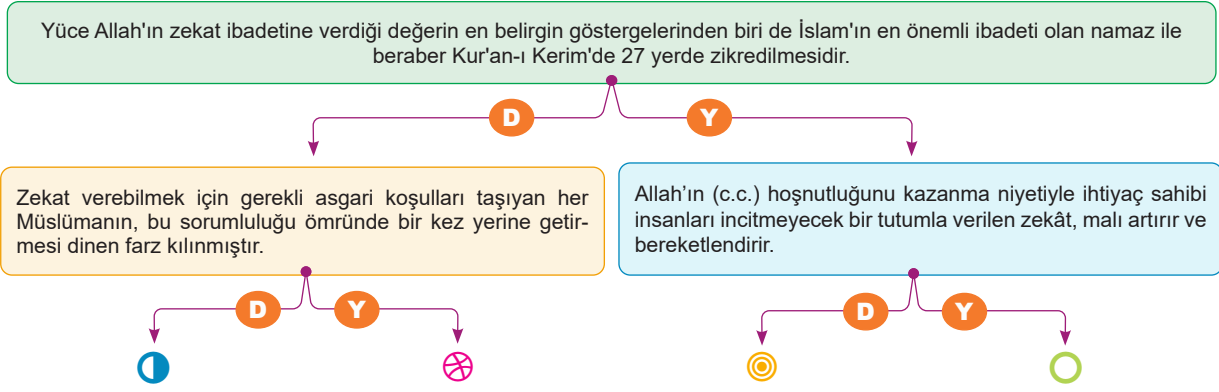 Yüce Allah'ın zekat ibadetine verdiği değerin en belirgin göstergelerinden biri de İslam'ın en önemli ibadeti olan namaz ile
beraber Kur'an-ı Kerim'de 27 yerde zikredilmesidir.
D
Y
Zekat verebilmek için gerekli asgari koşulları taşıyan her
Müslümanın, bu sorumluluğu ömründe bir kez yerine getir-
mesi dinen farz kılınmıştır.
Allah’ın (c.c.) hoşnutluğunu kazanma niyetiyle ihtiyaç sahibi
insanları incitmeyecek bir tutumla verilen zekât, malı artırır ve
bereketlendirir.
D
Y
D
Y